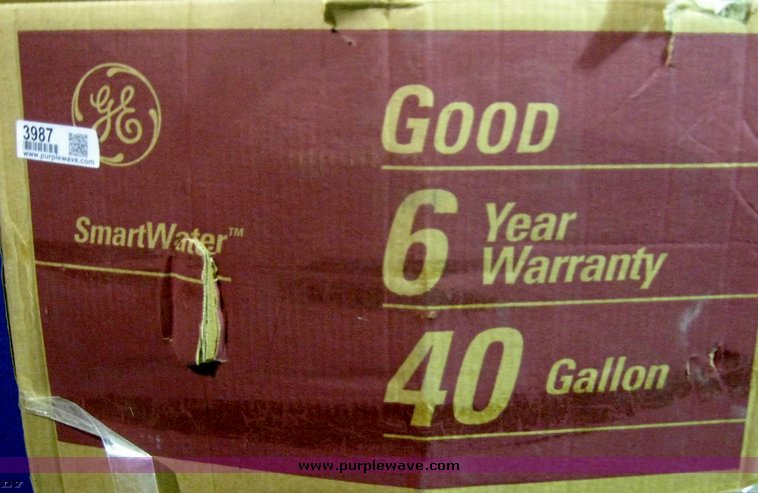 GE
3987
www.purplewave.com
SmartWater™
GOOD
6 Year
Warranty
40 Gallon
www.purplewave.com